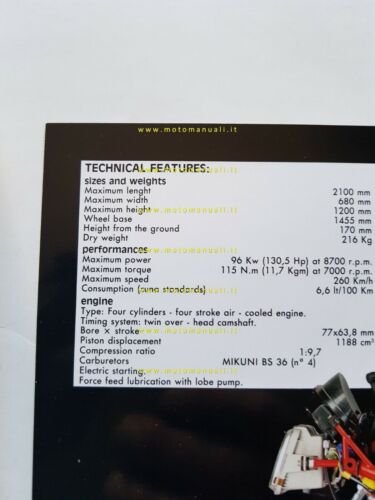 www.motomanuali.it
www.motomanuali.it
TECHNICAL FEATURES:
sizes and weights
Maximum lenght 2100 mm
Maximum width 680 mm
Maximum height 1200 mm
Wheel base 1455 mm
Height from the ground 170 mm
Dry weight 216 Kg
performances
Maximum power 96 Kw (130,5 Hp) at 8700 r.p.m.
Maximum torque 115 N.m (11,7 Kgm) at 7000 r.p.m.
Maximum speed 260 Km/h
Consumption (cuna standards) 6,6 lt/100 Km
engine
Type: Four cylinders - four stroke air - cooled engine.
Timing system: twin over - head camshaft.
Bore × stroke 77x63,8 mm
Piston displacement 1188 cm³
Compression ratio 1:9,7
Carburetors MIKUNI BS 36 (n° 4)
Electric starting.
Force feed lubrication with lobe pump.